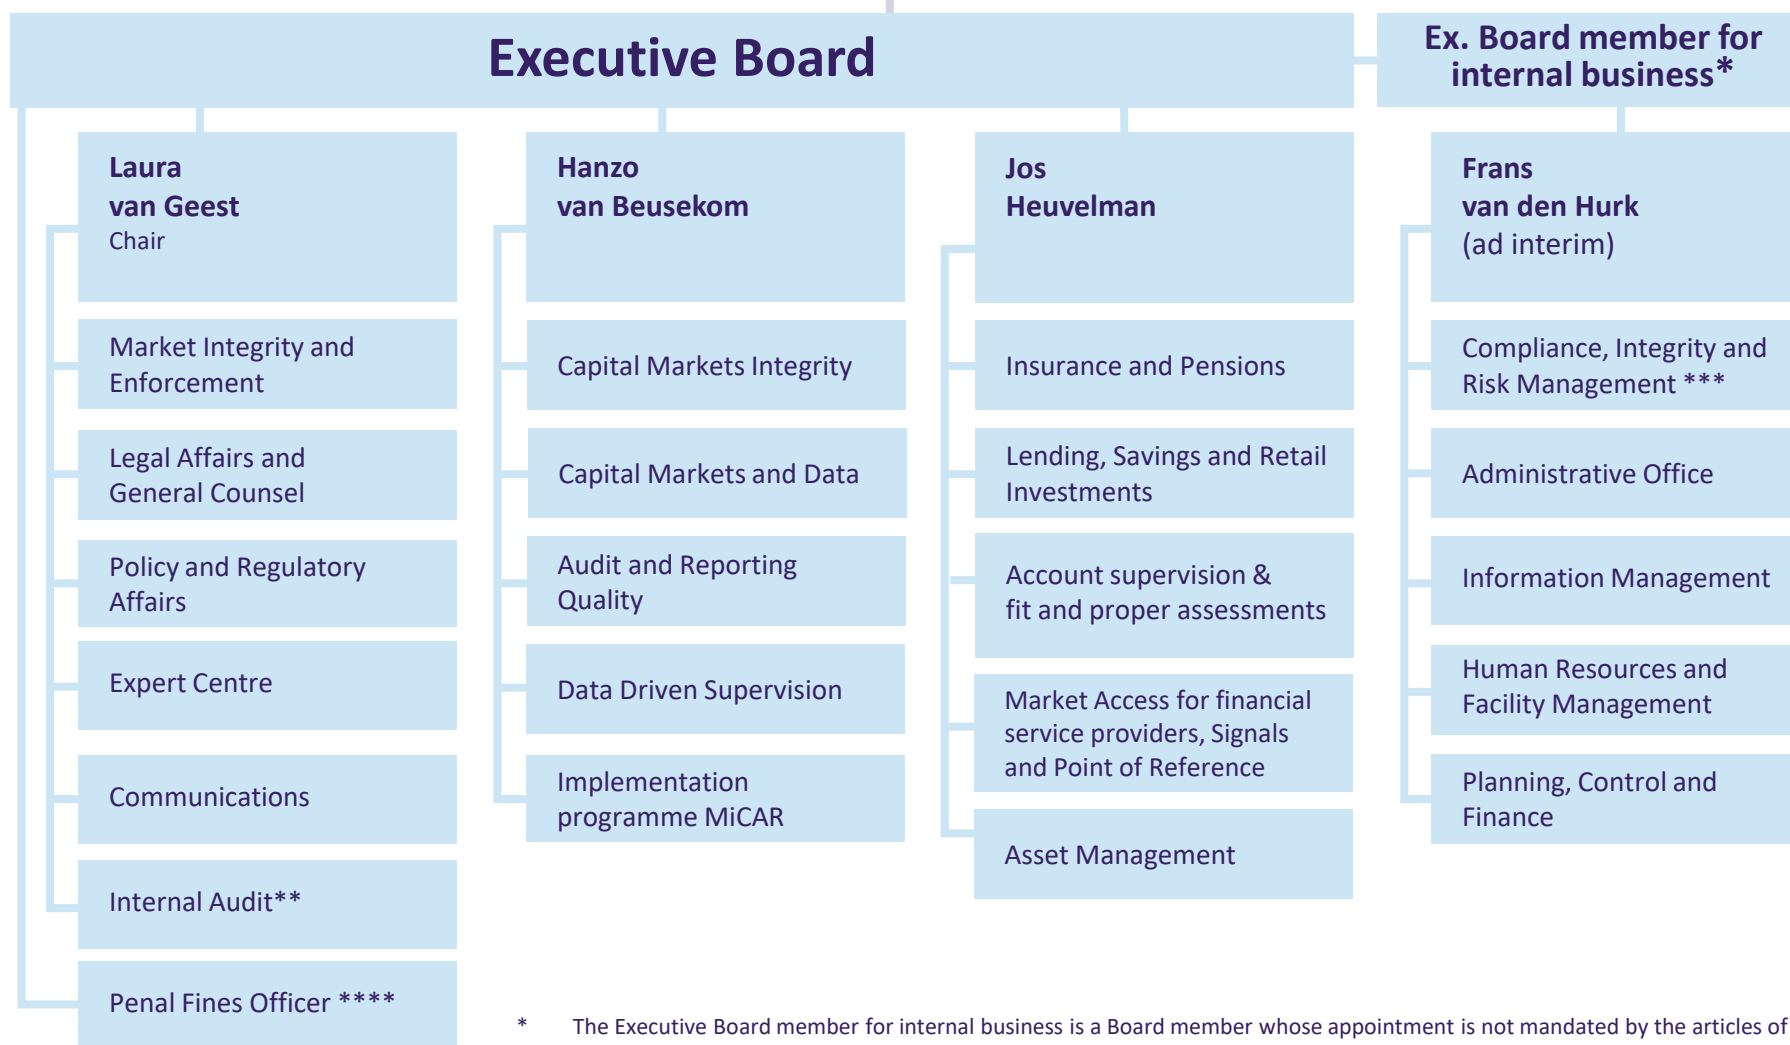 Executive Board
Ex. Board member for
internal business*
Laura
van Geest
Chair
Market Integrity and
Enforcement
Legal Affairs and
General Counsel
Policy and Regulatory
Affairs
Expert Centre
Communications
Internal Audit**
Penal Fines Officer ****
Hanzo
van Beusekom
Capital Markets Integrity
Capital Markets and Data
Audit and Reporting
Quality
Data Driven Supervision
Implementation
programme MiCAR
Jos
Heuvelman
Insurance and Pensions
Lending, Savings and Retail
Investments
Account supervision &
fit and proper assessments
Market Access for financial
service providers, Signals
and Point of Reference
Asset Management
Frans
van den Hurk
(ad interim)
Compliance, Integrity and
Risk Management ***
Administrative Office
Information Management
Human Resources and
Facility Management
Planning, Control and
Finance
* The Executive Board member for internal business is a Board member whose appointment is not mandated by the articles of